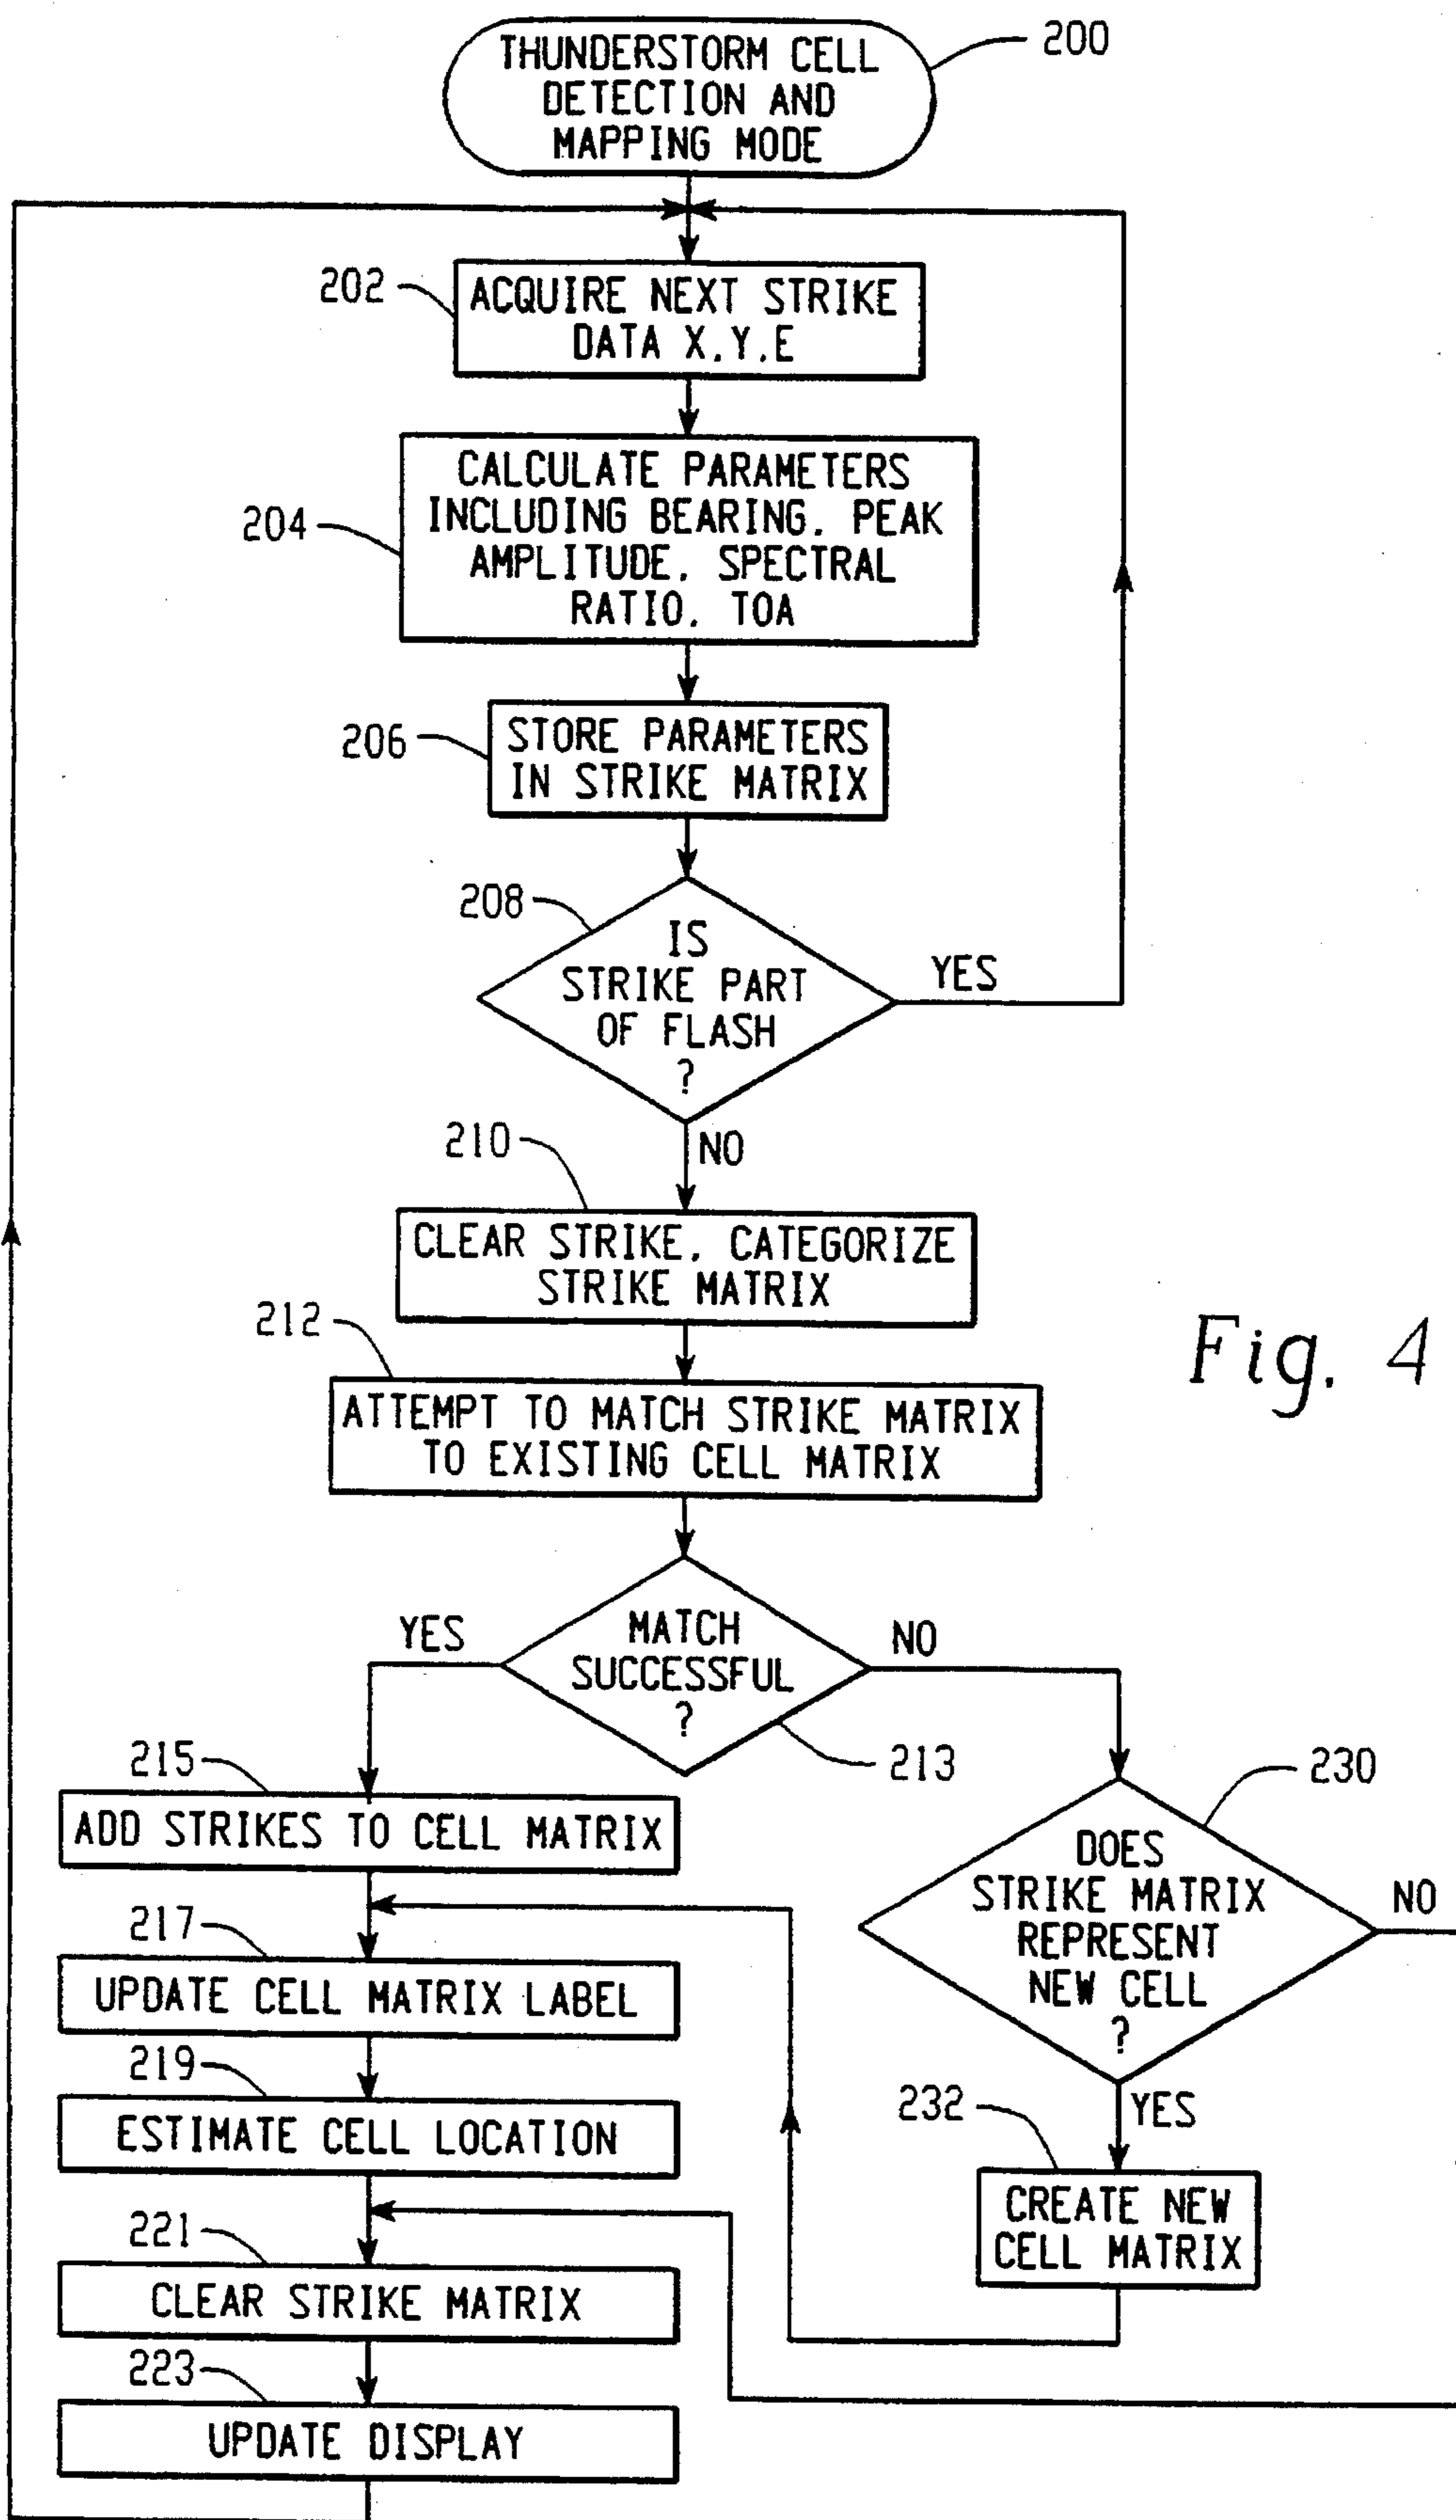 THUNDERSTORM CELL
DETECTION AND
MAPPING MODE
200
202
ACQUIRE NEXT STRIKE
DATA X.Y.E
204
CALCULATE PARAMETERS
INCLUDING BEARING. PEAK
AMPLITUDE. SPECTRAL
RATIO. TOA
206
STORE PARAMETERS
IN STRIKE MATRIX
208
IS
STRIKE PART
OF FLASH
?
YES
NO
210
CLEAR STRIKE. CATEGORIZE
STRIKE MATRIX
212
ATTEMPT TO MATCH STRIKE MATRIX
TO EXISTING CELL MATRIX
Fig. 4
MATCH
SUCCESSFUL
?
YES
NO
213
215
ADD STRIKES TO CELL MATRIX
230
DOES
STRIKE MATRIX
REPRESENT
NEW CELL
?
NO
YES
217
UPDATE CELL MATRIX LABEL
219
ESTIMATE CELL LOCATION
232
CREATE NEW
CELL MATRIX
221
CLEAR STRIKE MATRIX
223
UPDATE DISPLAY